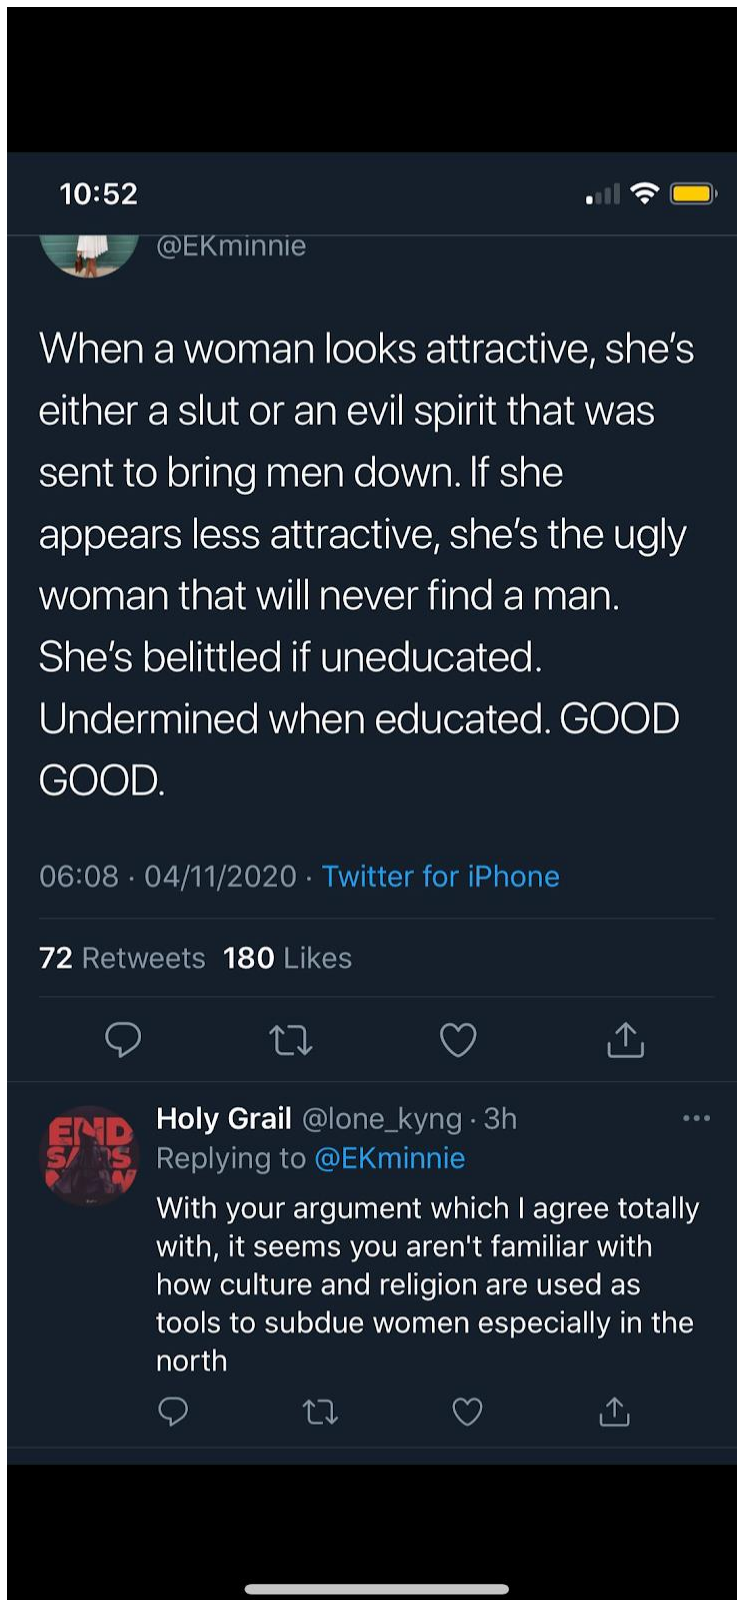 10:52
@EKminnie
When a woman looks attractive, she's
either a slut or an evil spirit that was
sent to bring men down. If she
appears less attractive, she's the ugly
woman that will never find a man.
She's belittled if uneducated.
Undermined when educated. GOOD
GOOD.
06:08 · 04/11/2020 · Twitter for iPhone
72 Retweets 180 Likes
Holy Grail @lone_kyng · 3h
Replying to @EKminnie
With your argument which I agree totally
with, it seems you aren't familiar with
how culture and religion are used as
tools to subdue women especially in the
north
END